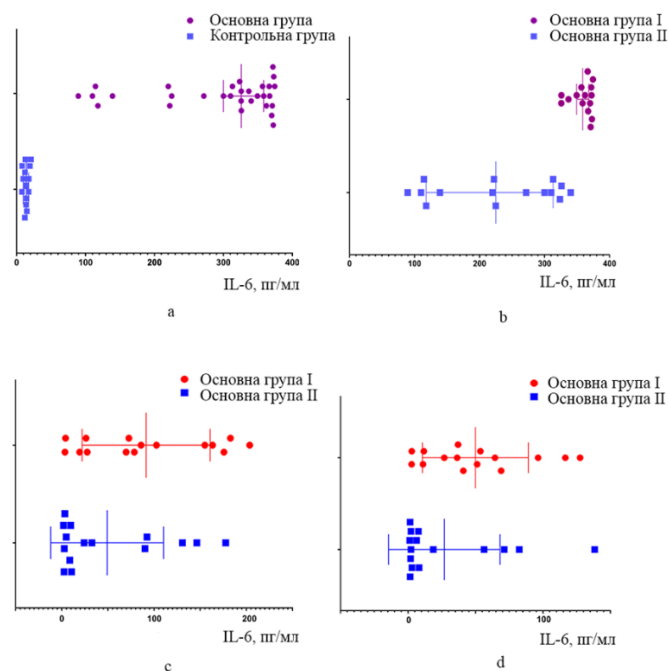 Основна група
Контрольна група
0 100 200 300 400
IL-6, пг/мл
a
Основна група I
Основна група II
0 100 200 300 400
IL-6, пг/мл
b
Основна група I
Основна група II
0 100 200
IL-6, пг/мл
c
Основна група I
Основна група II
0 100
IL-6, пг/мл
d